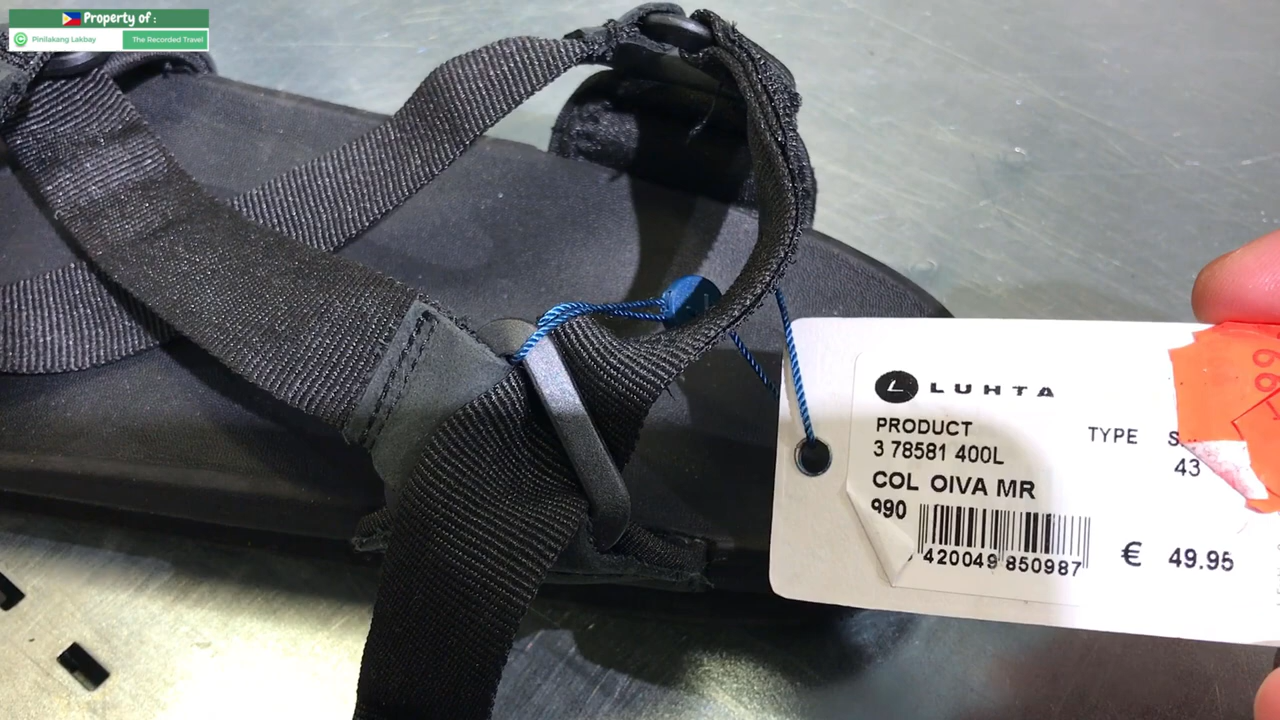 Property of :
Pinilakang Lakbay
The Recorded Travel
LUHTA
PRODUCT
TYPE
3 78581 400L
43
COL OIVA MR
990
420049 850987
€ 49.95